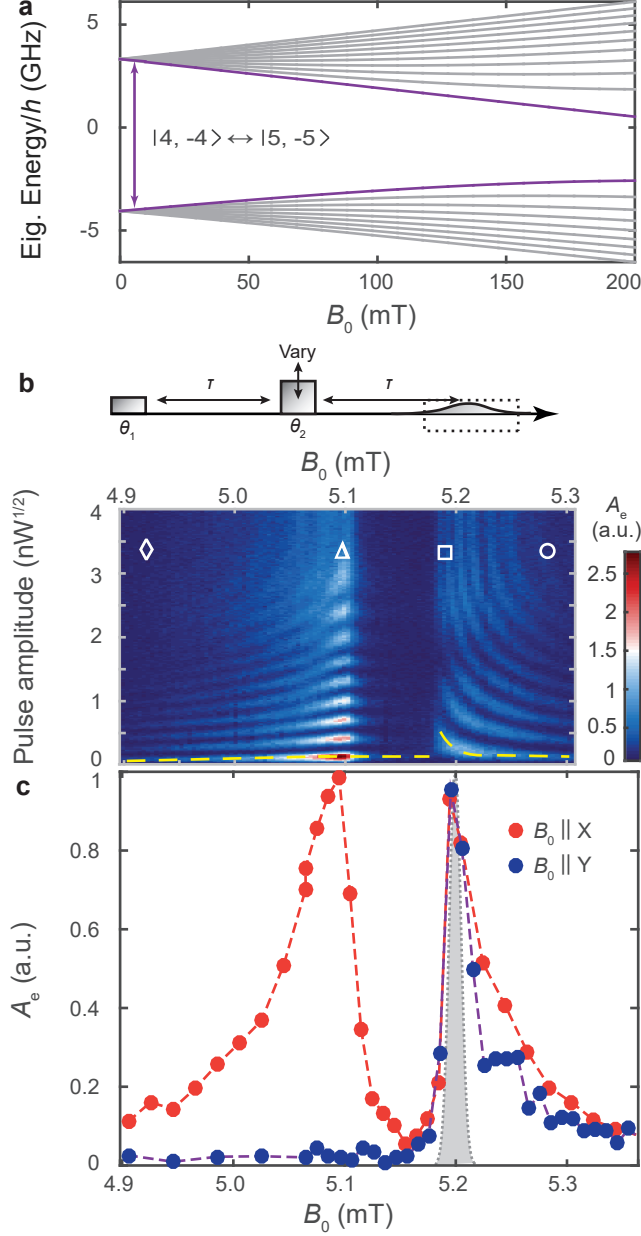 a
Eig. Energy/h (GHz)
5
0
-5
|4, -4> ↔ |5, -5>
0 50 100 150 200
B0 (mT)
b
Vary
τ τ
θ1 θ2
B0 (mT)
4.9 5.0 5.1 5.2 5.3
Pulse amplitude (nW1/2)
4
3
2
1
0
Ae
(a.u.)
2.5
2
1.5
1
0.5
0
c
Ae (a.u.)
1
0.8
0.6
0.4
0.2
0
B0 || X
B0 || Y
4.9 5.0 5.1 5.2 5.3
B0 (mT)